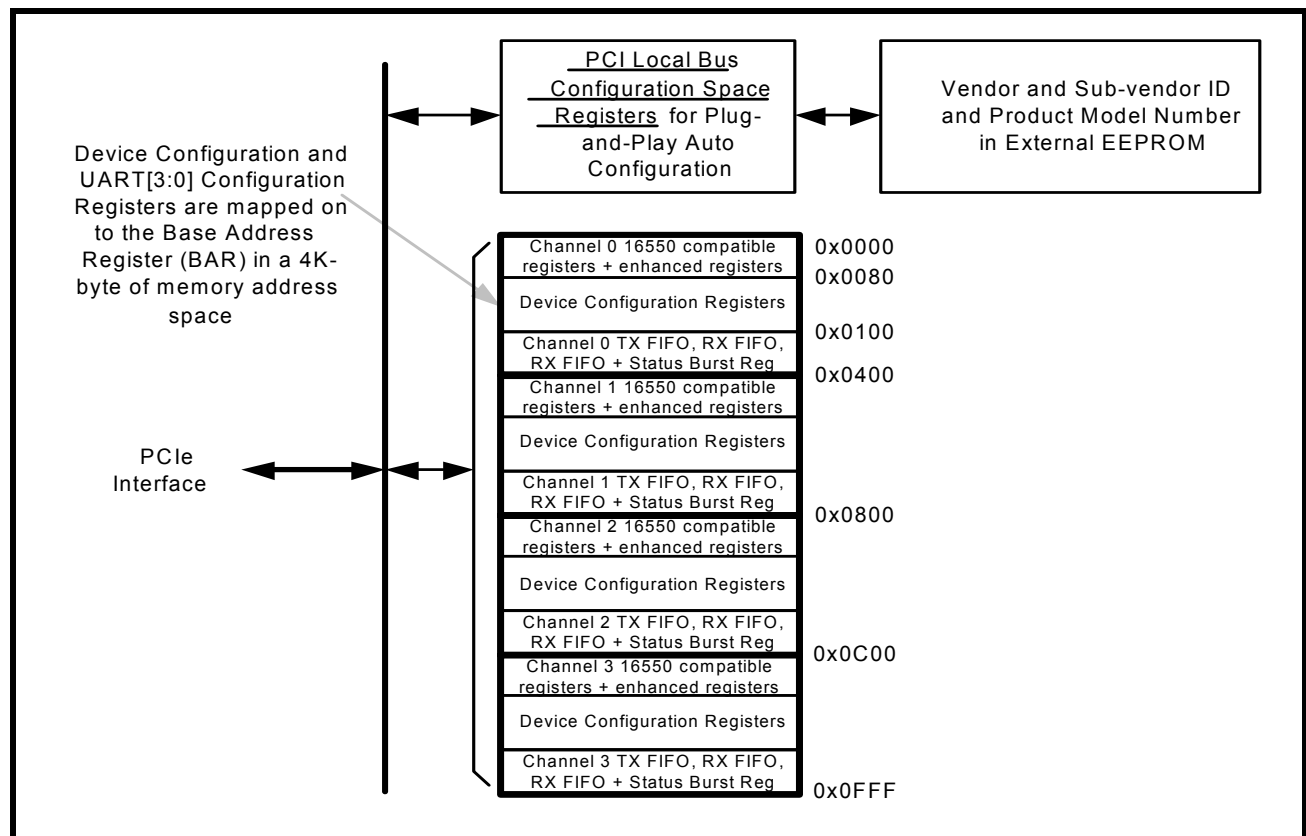 PCI Local Bus
Configuration Space
Registers for Plug-
and-Play Auto
Configuration
Vendor and Sub-vendor ID
and Product Model Number
in External EEPROM
Device Configuration and
UART[3:0] Configuration
Registers are mapped on
to the Base Address
Register (BAR) in a 4K-
byte of memory address
space
PCIe
Interface
Channel 0 16550 compatible
registers + enhanced registers
0x0000
0x0080
Device Configuration Registers
0x0100
Channel 0 TX FIFO, RX FIFO,
RX FIFO + Status Burst Reg
0x0400
Channel 1 16550 compatible
registers + enhanced registers
Device Configuration Registers
Channel 1 TX FIFO, RX FIFO,
RX FIFO + Status Burst Reg
0x0800
Channel 2 16550 compatible
registers + enhanced registers
Device Configuration Registers
Channel 2 TX FIFO, RX FIFO,
RX FIFO + Status Burst Reg
0x0C00
Channel 3 16550 compatible
registers + enhanced registers
Device Configuration Registers
Channel 3 TX FIFO, RX FIFO,
RX FIFO + Status Burst Reg
0x0FFF